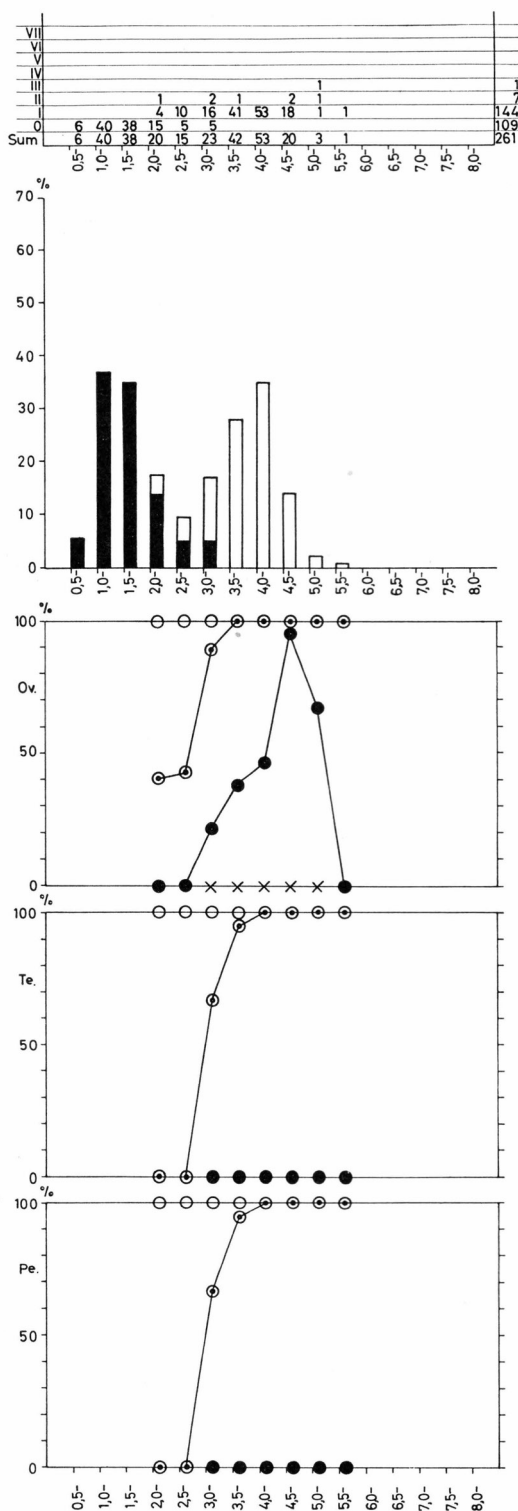 VII
VI
V
IV
III 1 1
II 1 2 1 2 1 7
I 4 10 16 41 53 18 1 1 144
0 6 40 38 15 5 5 109
Sum 6 40 38 20 15 23 42 53 20 3 1 261
0,5- 1,0- 1,5- 2,0- 2,5- 3,0- 3,5- 4,0- 4,5- 5,0- 5,5- 6,0- 6,5- 7,0- 7,5- 8,0-
%
70
60
50
40
30
20
10
0
0,5- 1,0- 1,5- 2,0- 2,5- 3,0- 3,5- 4,0- 4,5- 5,0- 5,5- 6,0- 6,5- 7,0- 7,5- 8,0-
%
100
Ov.
50
0
%
100
Te.
50
0
%
100
Pe.
50
0
0,5- 1,0- 1,5- 2,0- 2,5- 3,0- 3,5- 4,0- 4,5- 5,0- 5,5- 6,0- 6,5- 7,0- 7,5- 8,0-